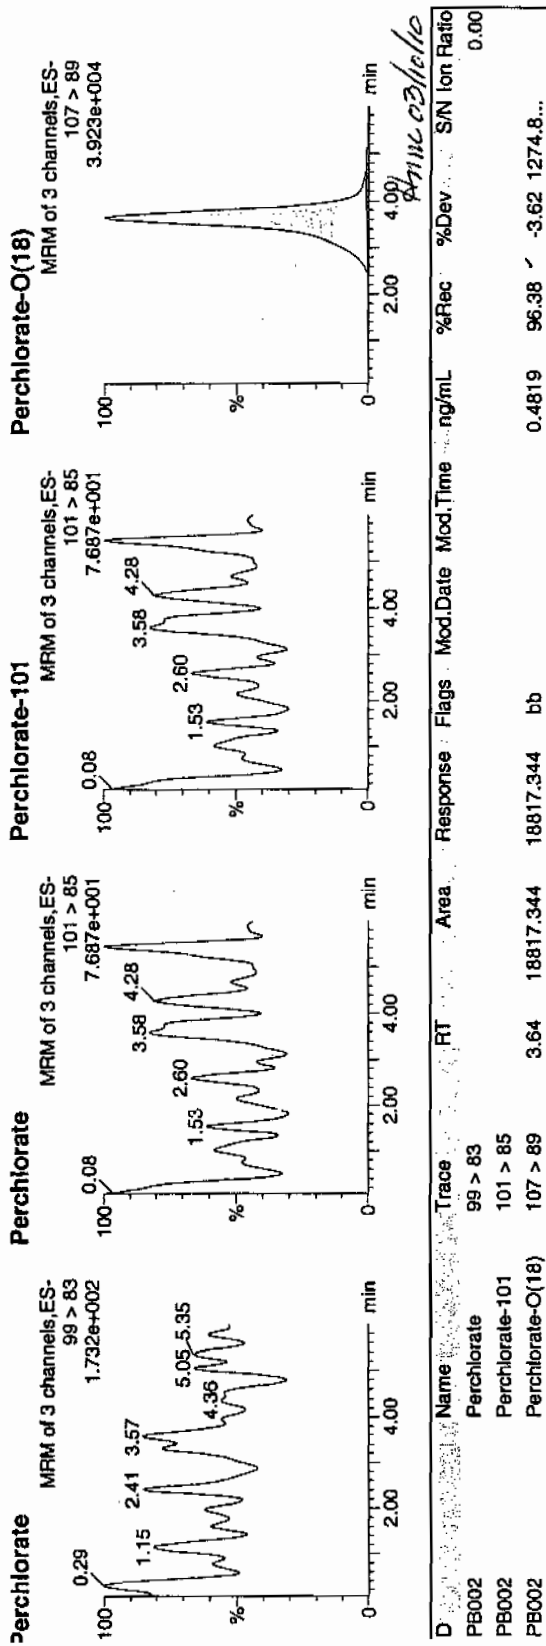 Perchlorate
MRM of 3 channels,ES-
99 > 83
1.732e+002
100
%
0
0.29
1.15
2.41
3.57
4.36
5.05
5.35
2.00
4.00
min
Perchlorate
MRM of 3 channels,ES-
101 > 85
7.687e+001
100
%
0
0.08
1.53
2.60
3.58
4.28
2.00
4.00
min
Perchlorate-101
MRM of 3 channels,ES-
101 > 85
7.687e+001
100
%
0
0.08
1.53
2.60
3.58
4.28
2.00
4.00
min
Perchlorate-O(18)
MRM of 3 channels,ES-
107 > 89
3.923e+004
100
%
0
2.00
4.00
min
03/10/10
D Name Trace RT Area Response Flags Mod.Date Mod.Time ng/mL %Rec %Dev S/N Ion Ratio
PB002 Perchlorate 99 > 83 0.00
PB002 Perchlorate-101 101 > 85
PB002 Perchlorate-O(18) 107 > 89 3.64 18817.344 18817.344 bb 0.4819 96.38 ✓ -3.62 1274.8...